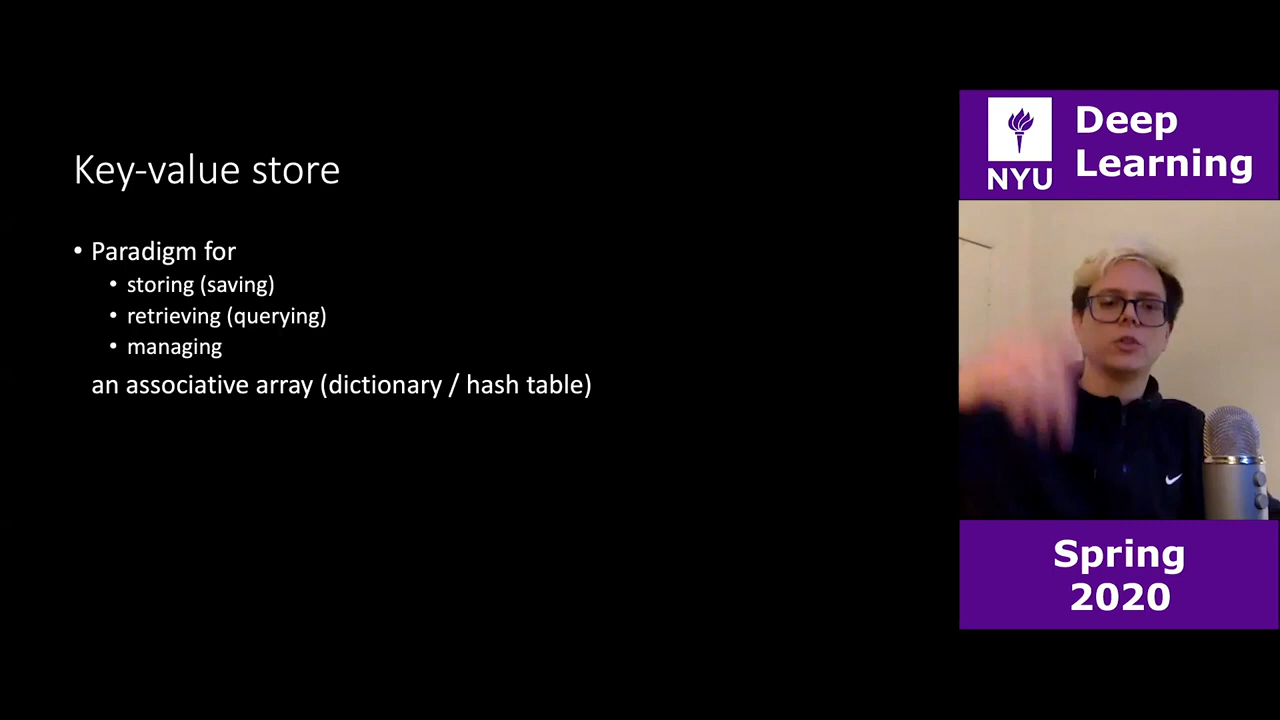 Key-value store
• Paradigm for
• storing (saving)
• retrieving (querying)
• managing
an associative array (dictionary / hash table)
NYU
Deep
Learning
Spring
2020